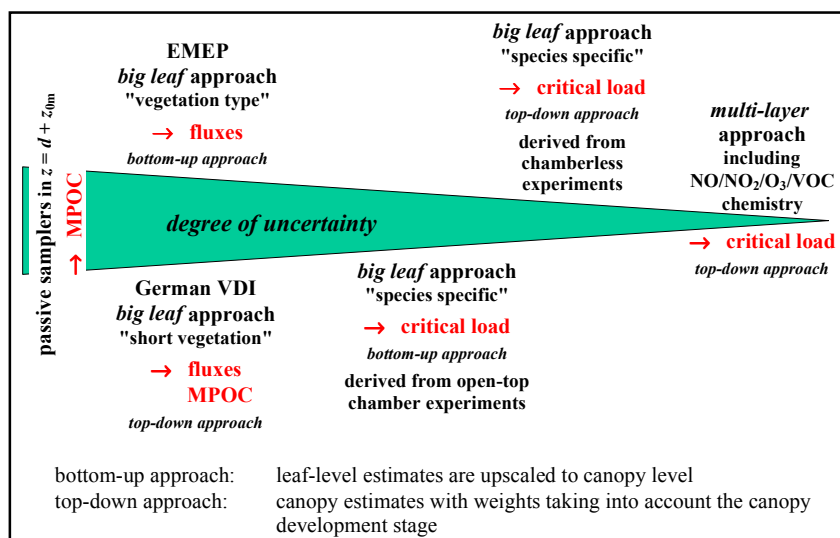 passive samplers in z = d + z0m
→ MPOC
EMEP
big leaf approach
"vegetation type"
→ fluxes
bottom-up approach
big leaf approach
"species specific"
→ critical load
top-down approach
derived from
chamberless
experiments
multi-layer
approach
including
NO/NO₂/O₃/VOC
chemistry
→ critical load
top-down approach
degree of uncertainty
German VDI
big leaf approach
"short vegetation"
→ fluxes
MPOC
top-down approach
big leaf approach
"species specific"
→ critical load
bottom-up approach
derived from open-top
chamber experiments
bottom-up approach: leaf-level estimates are upscaled to canopy level
top-down approach: canopy estimates with weights taking into account the canopy
development stage